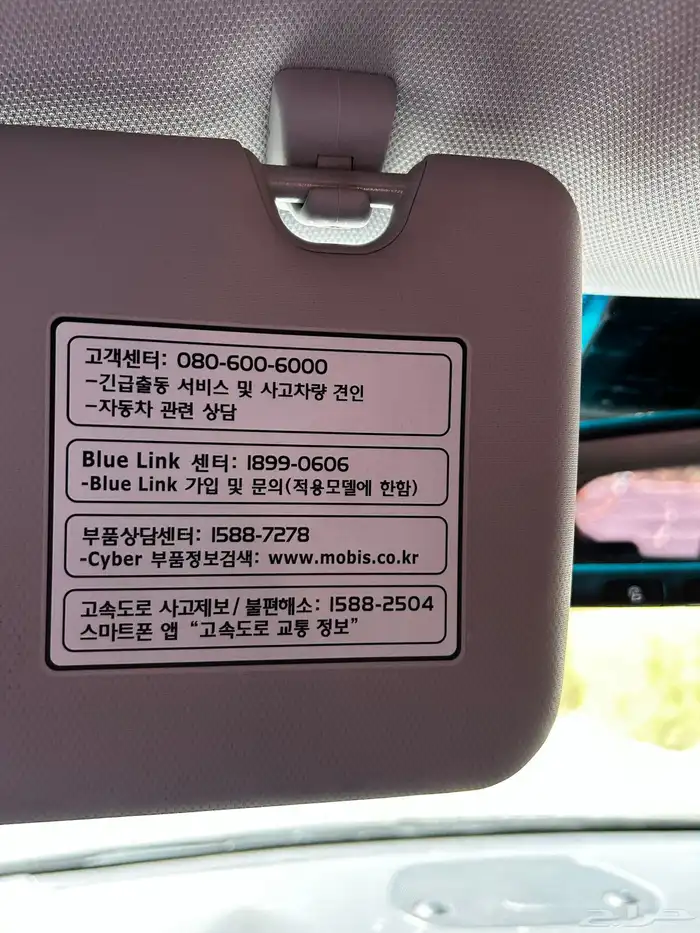 고객센터: 080-600-6000
-긴급출동 서비스 및 사고차량 견인
-자동차 관련 상담
Blue Link 센터: 1899-0606
-Blue Link 가입 및 문의(적용모델에 한함)
부품상담센터: 1588-7278
-Cyber 부품정보검색: www.mobis.co.kr
고속도로 사고제보/불편해소: 1588-2504
스마트폰 앱 “고속도로 교통 정보”
حراج